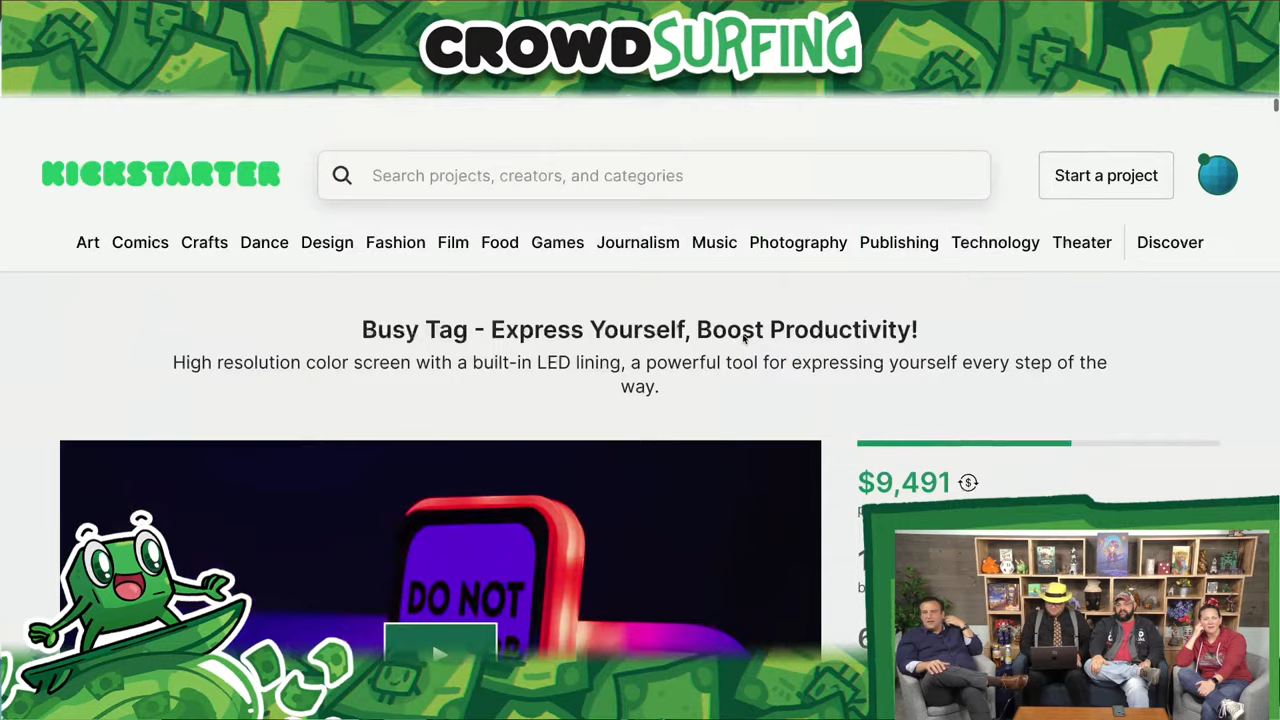 CROWDSURFING
KICKSTARTER
Search projects, creators, and categories
Start a project
Art Comics Crafts Dance Design Fashion Film Food Games Journalism Music Photography Publishing Technology Theater Discover
Busy Tag - Express Yourself, Boost Productivity!
High resolution color screen with a built-in LED lining, a powerful tool for expressing yourself every step of the
way.
$9,491
DO NOT